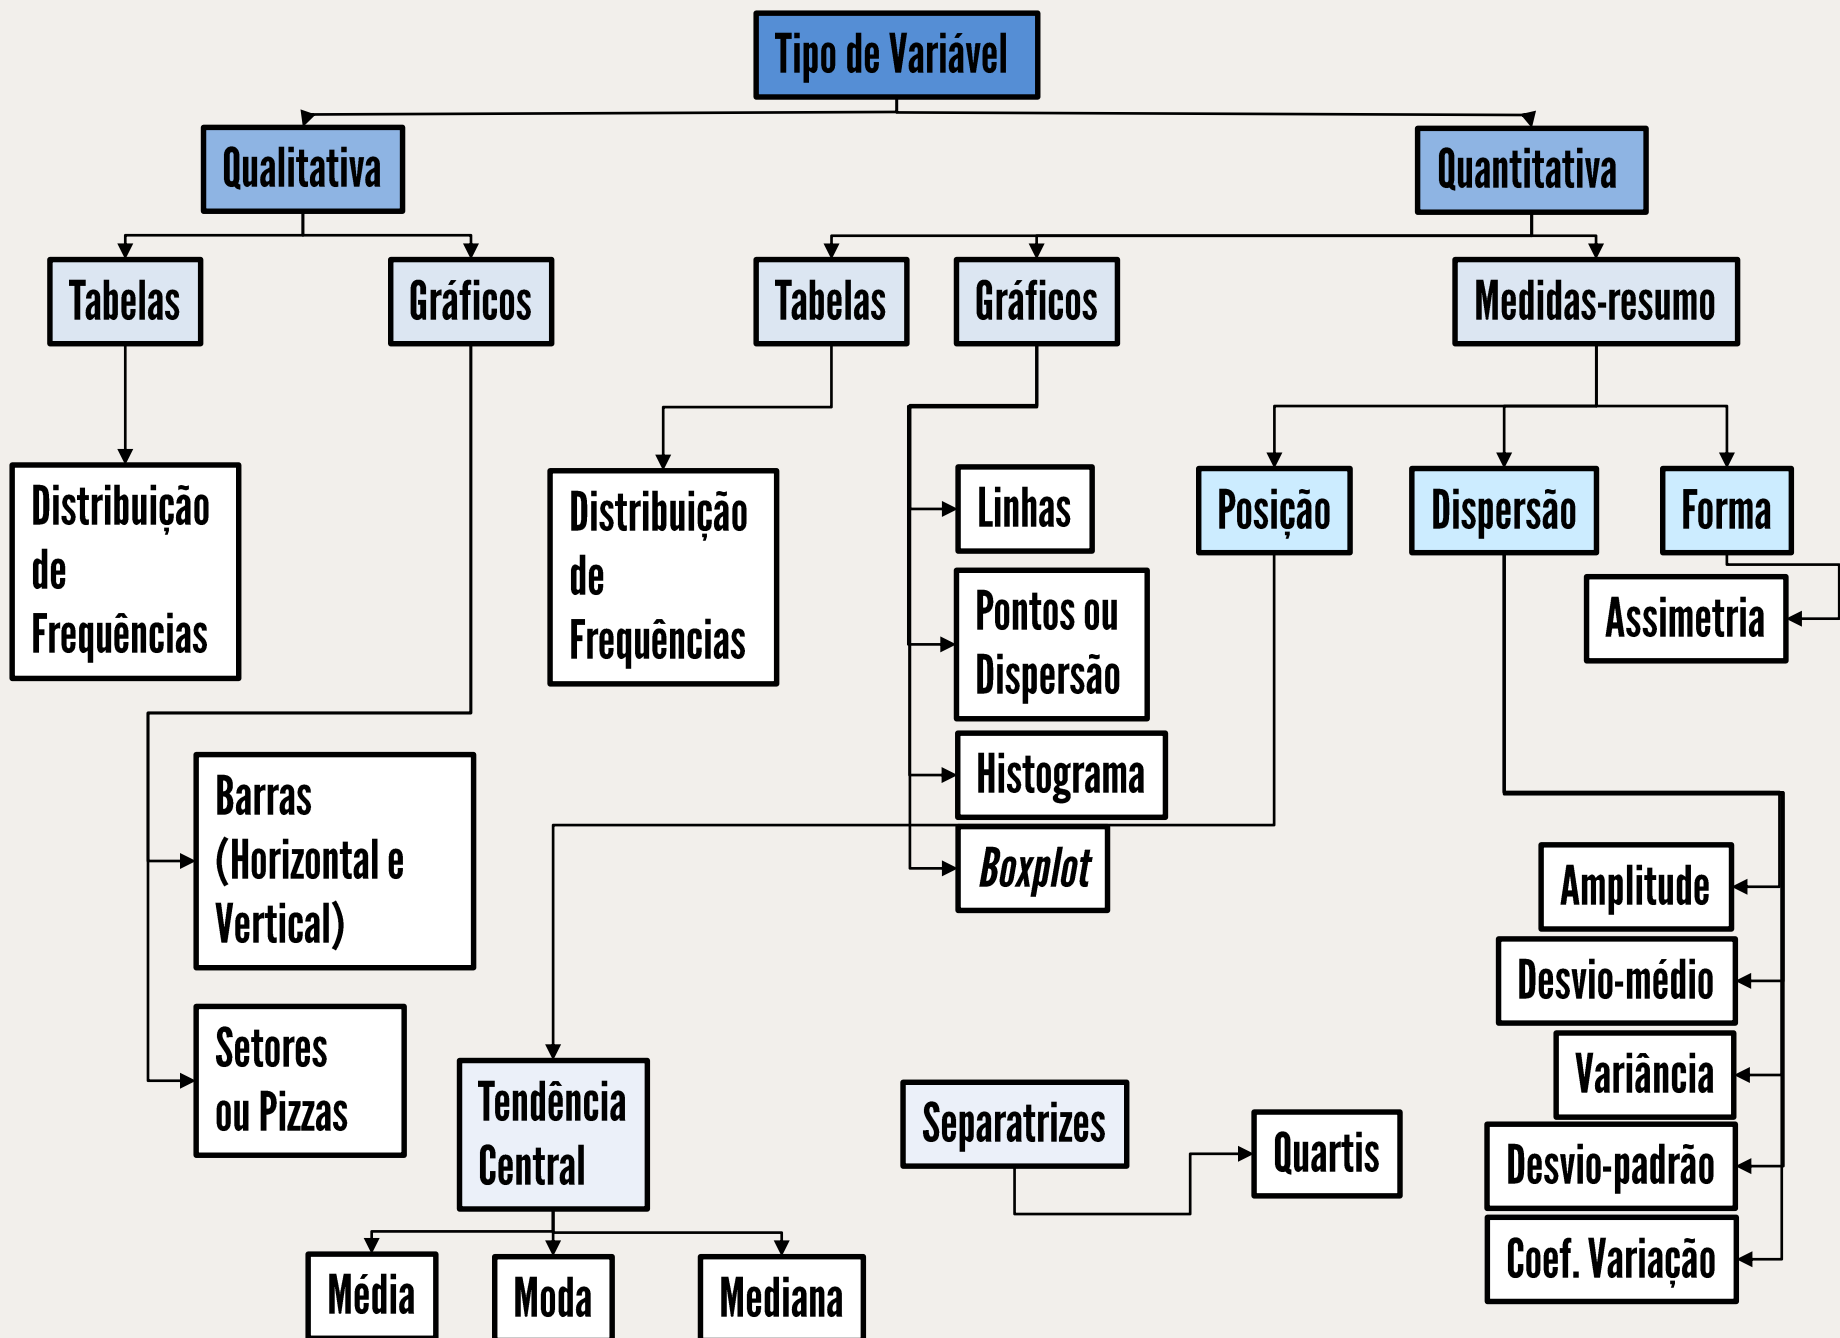 Tipo de Variável
Qualitativa
Quantitativa
Tabelas
Gráficos
Tabelas
Gráficos
Medidas-resumo
Distribuição
de
Frequências
Distribuição
de
Frequências
Linhas
Posição
Dispersão
Forma
Pontos ou
Dispersão
Assimetria
Histograma
Barras
(Horizontal e
Vertical)
Boxplot
Amplitude
Desvio-médio
Setores
ou Pizzas
Variância
Tendência
Central
Separatrizes
Quartis
Desvio-padrão
Coef. Variação
Média
Moda
Mediana